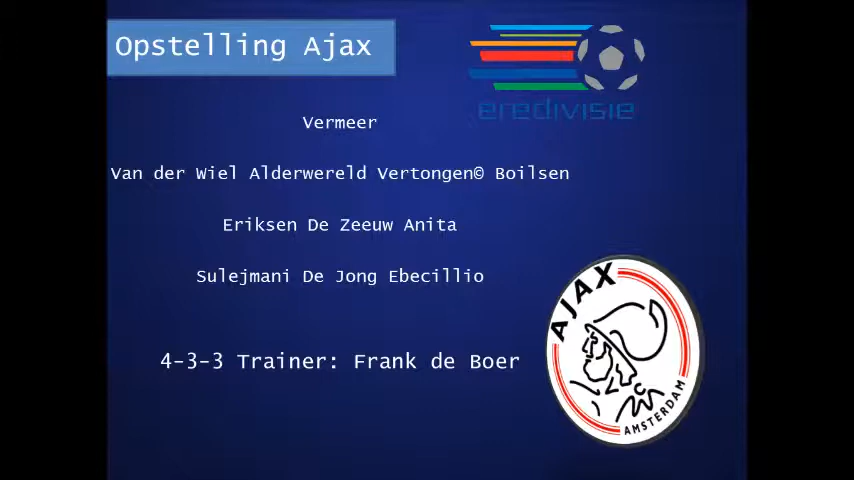 Opstelling Ajax
eredivisie
Vermeer
Van der Wiel Alderwereld Vertongen© Boilsen
Eriksen De Zeeuw Anita
Sulejmani De Jong Ebecillio
AJAX
AMSTERDAM
4-3-3 Trainer: Frank de Boer